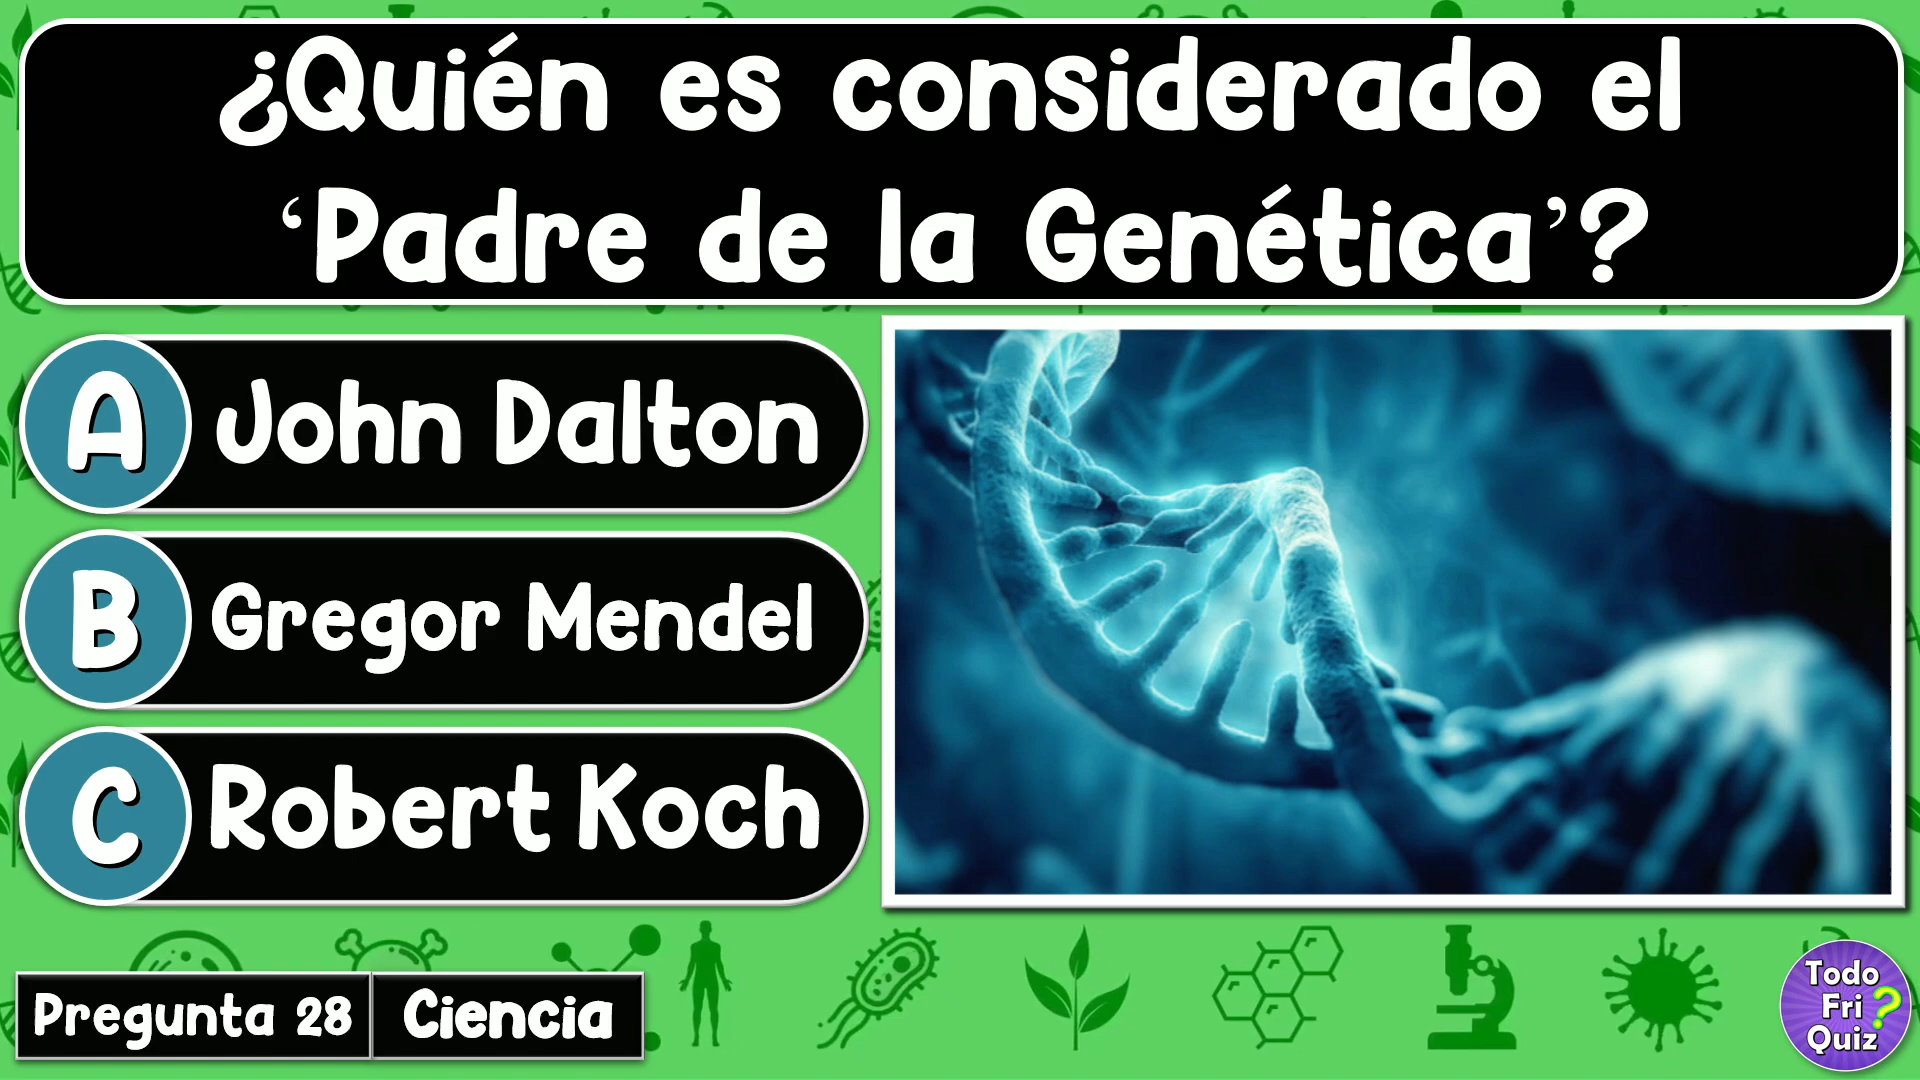 ¿Quién es considerado el
‘Padre de la Genética’?
A John Dalton
B Gregor Mendel
C Robert Koch
Pregunta 28 Ciencia
Todo
Fri
Quiz
?